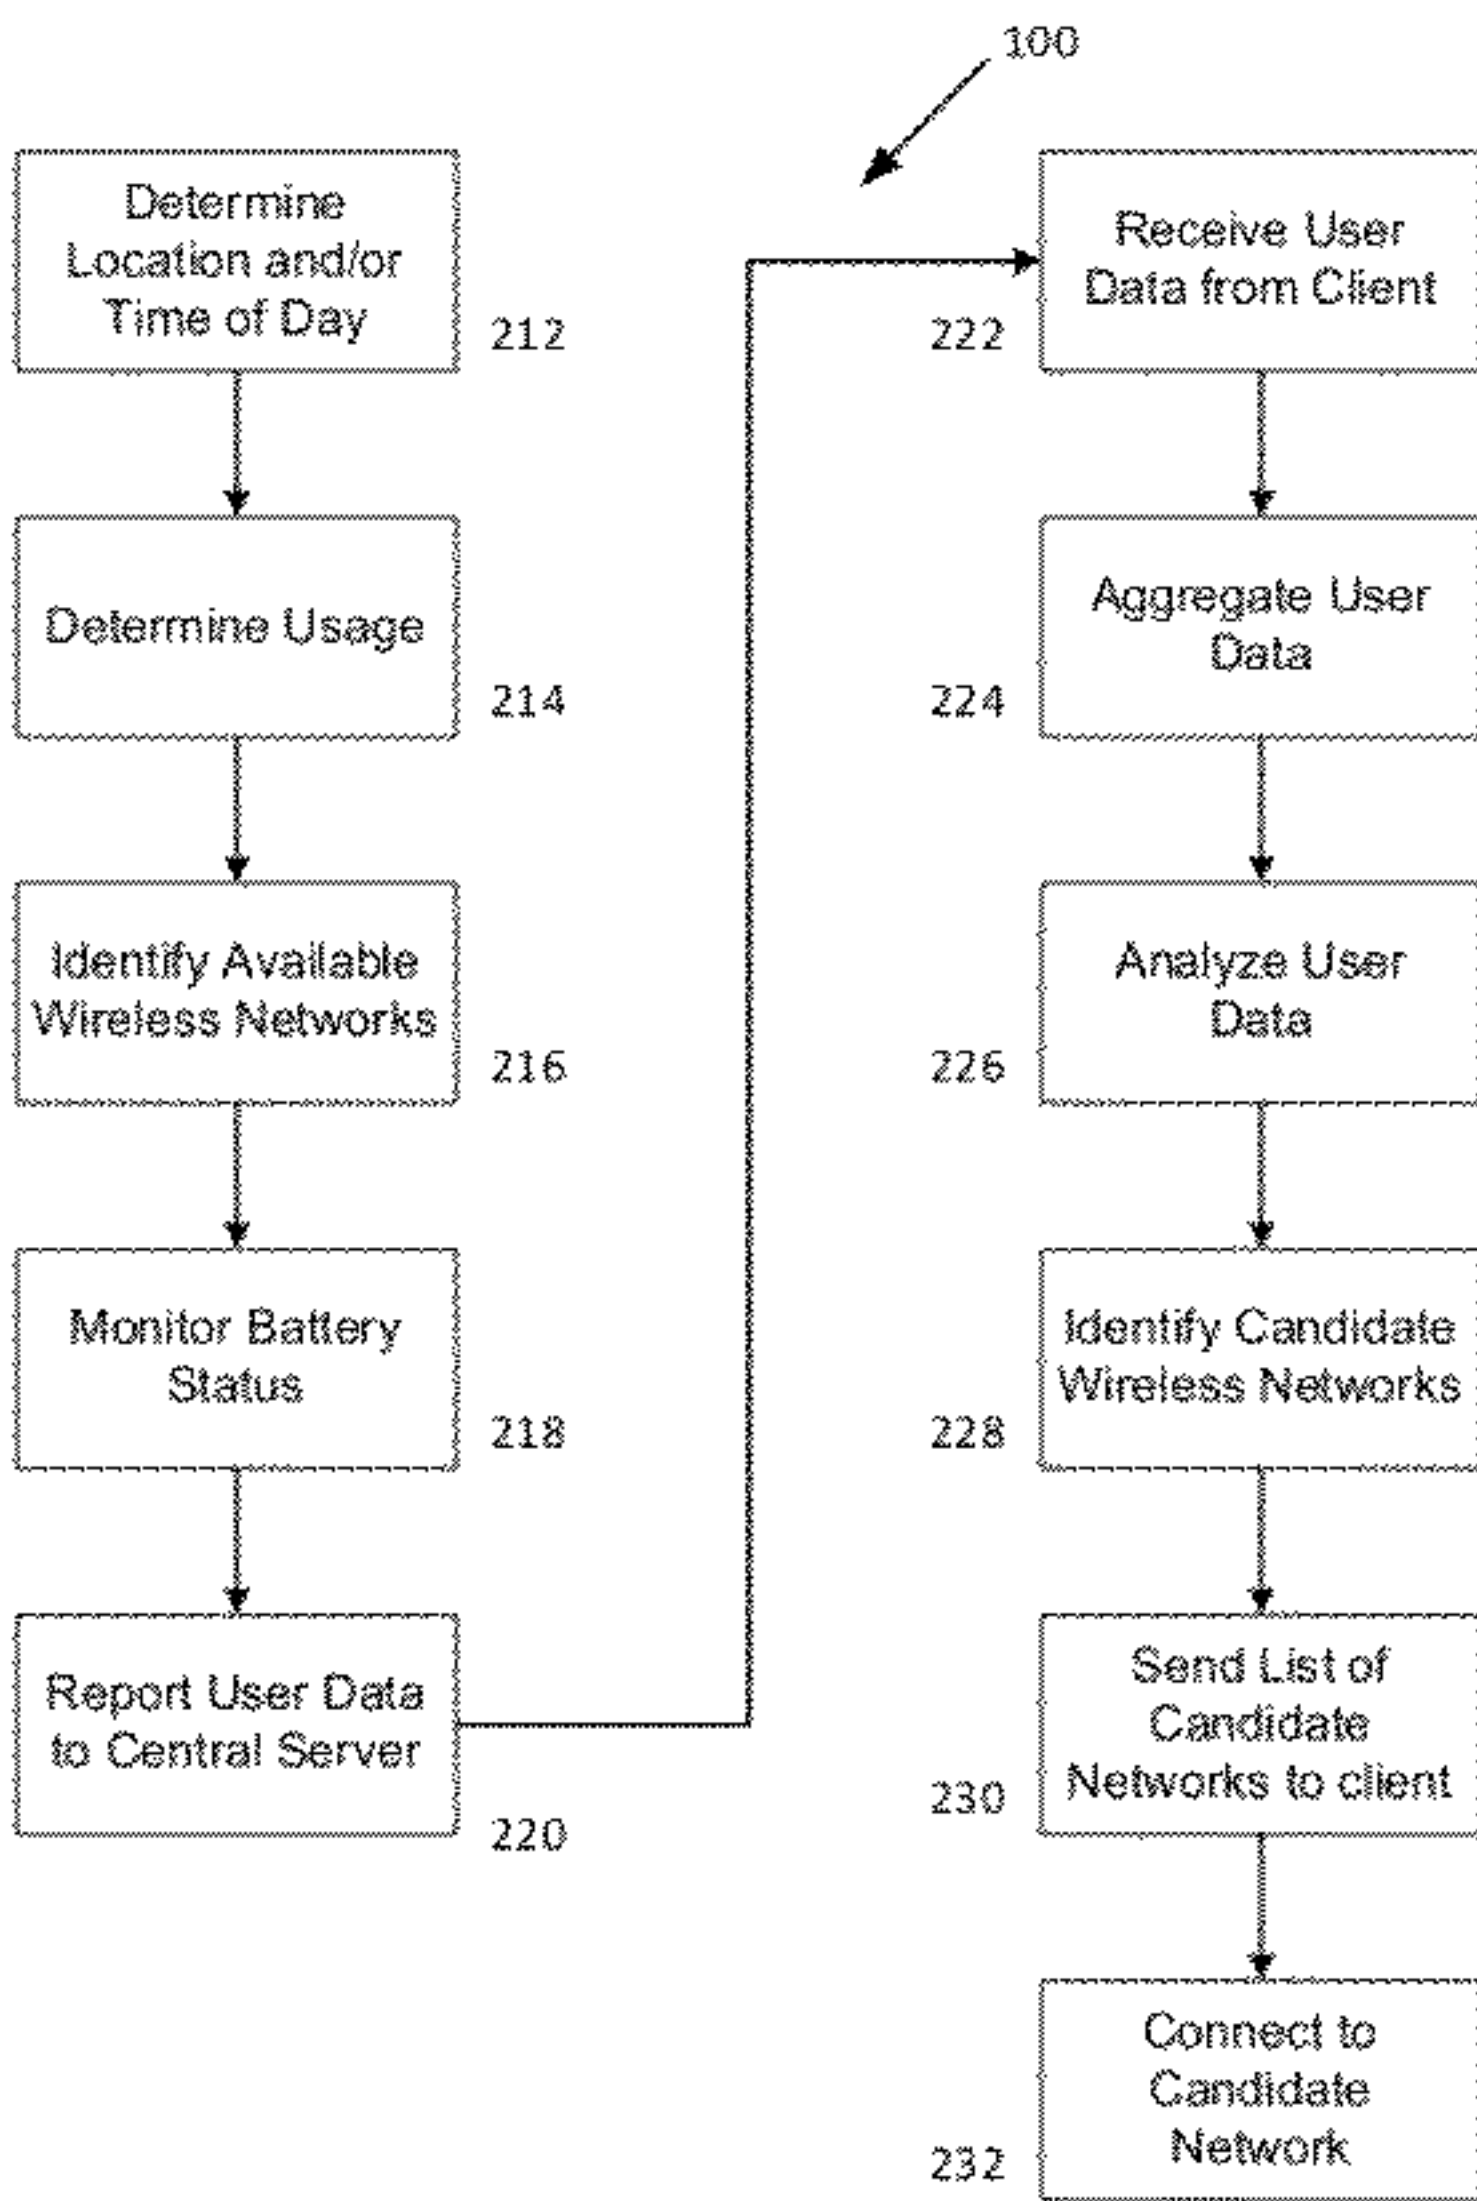 100
Determine
Location and/or
Time of Day
212
Determine Usage
214
Identify Available
Wireless Networks
216
Monitor Battery
Status
218
Report User Data
to Central Server
220
Receive User
Data from Client
222
Aggregate User
Data
224
Analyze User
Data
226
Identify Candidate
Wireless Networks
228
Send List of
Candidate
Networks to client
230
Connect to
Candidate
Network
232